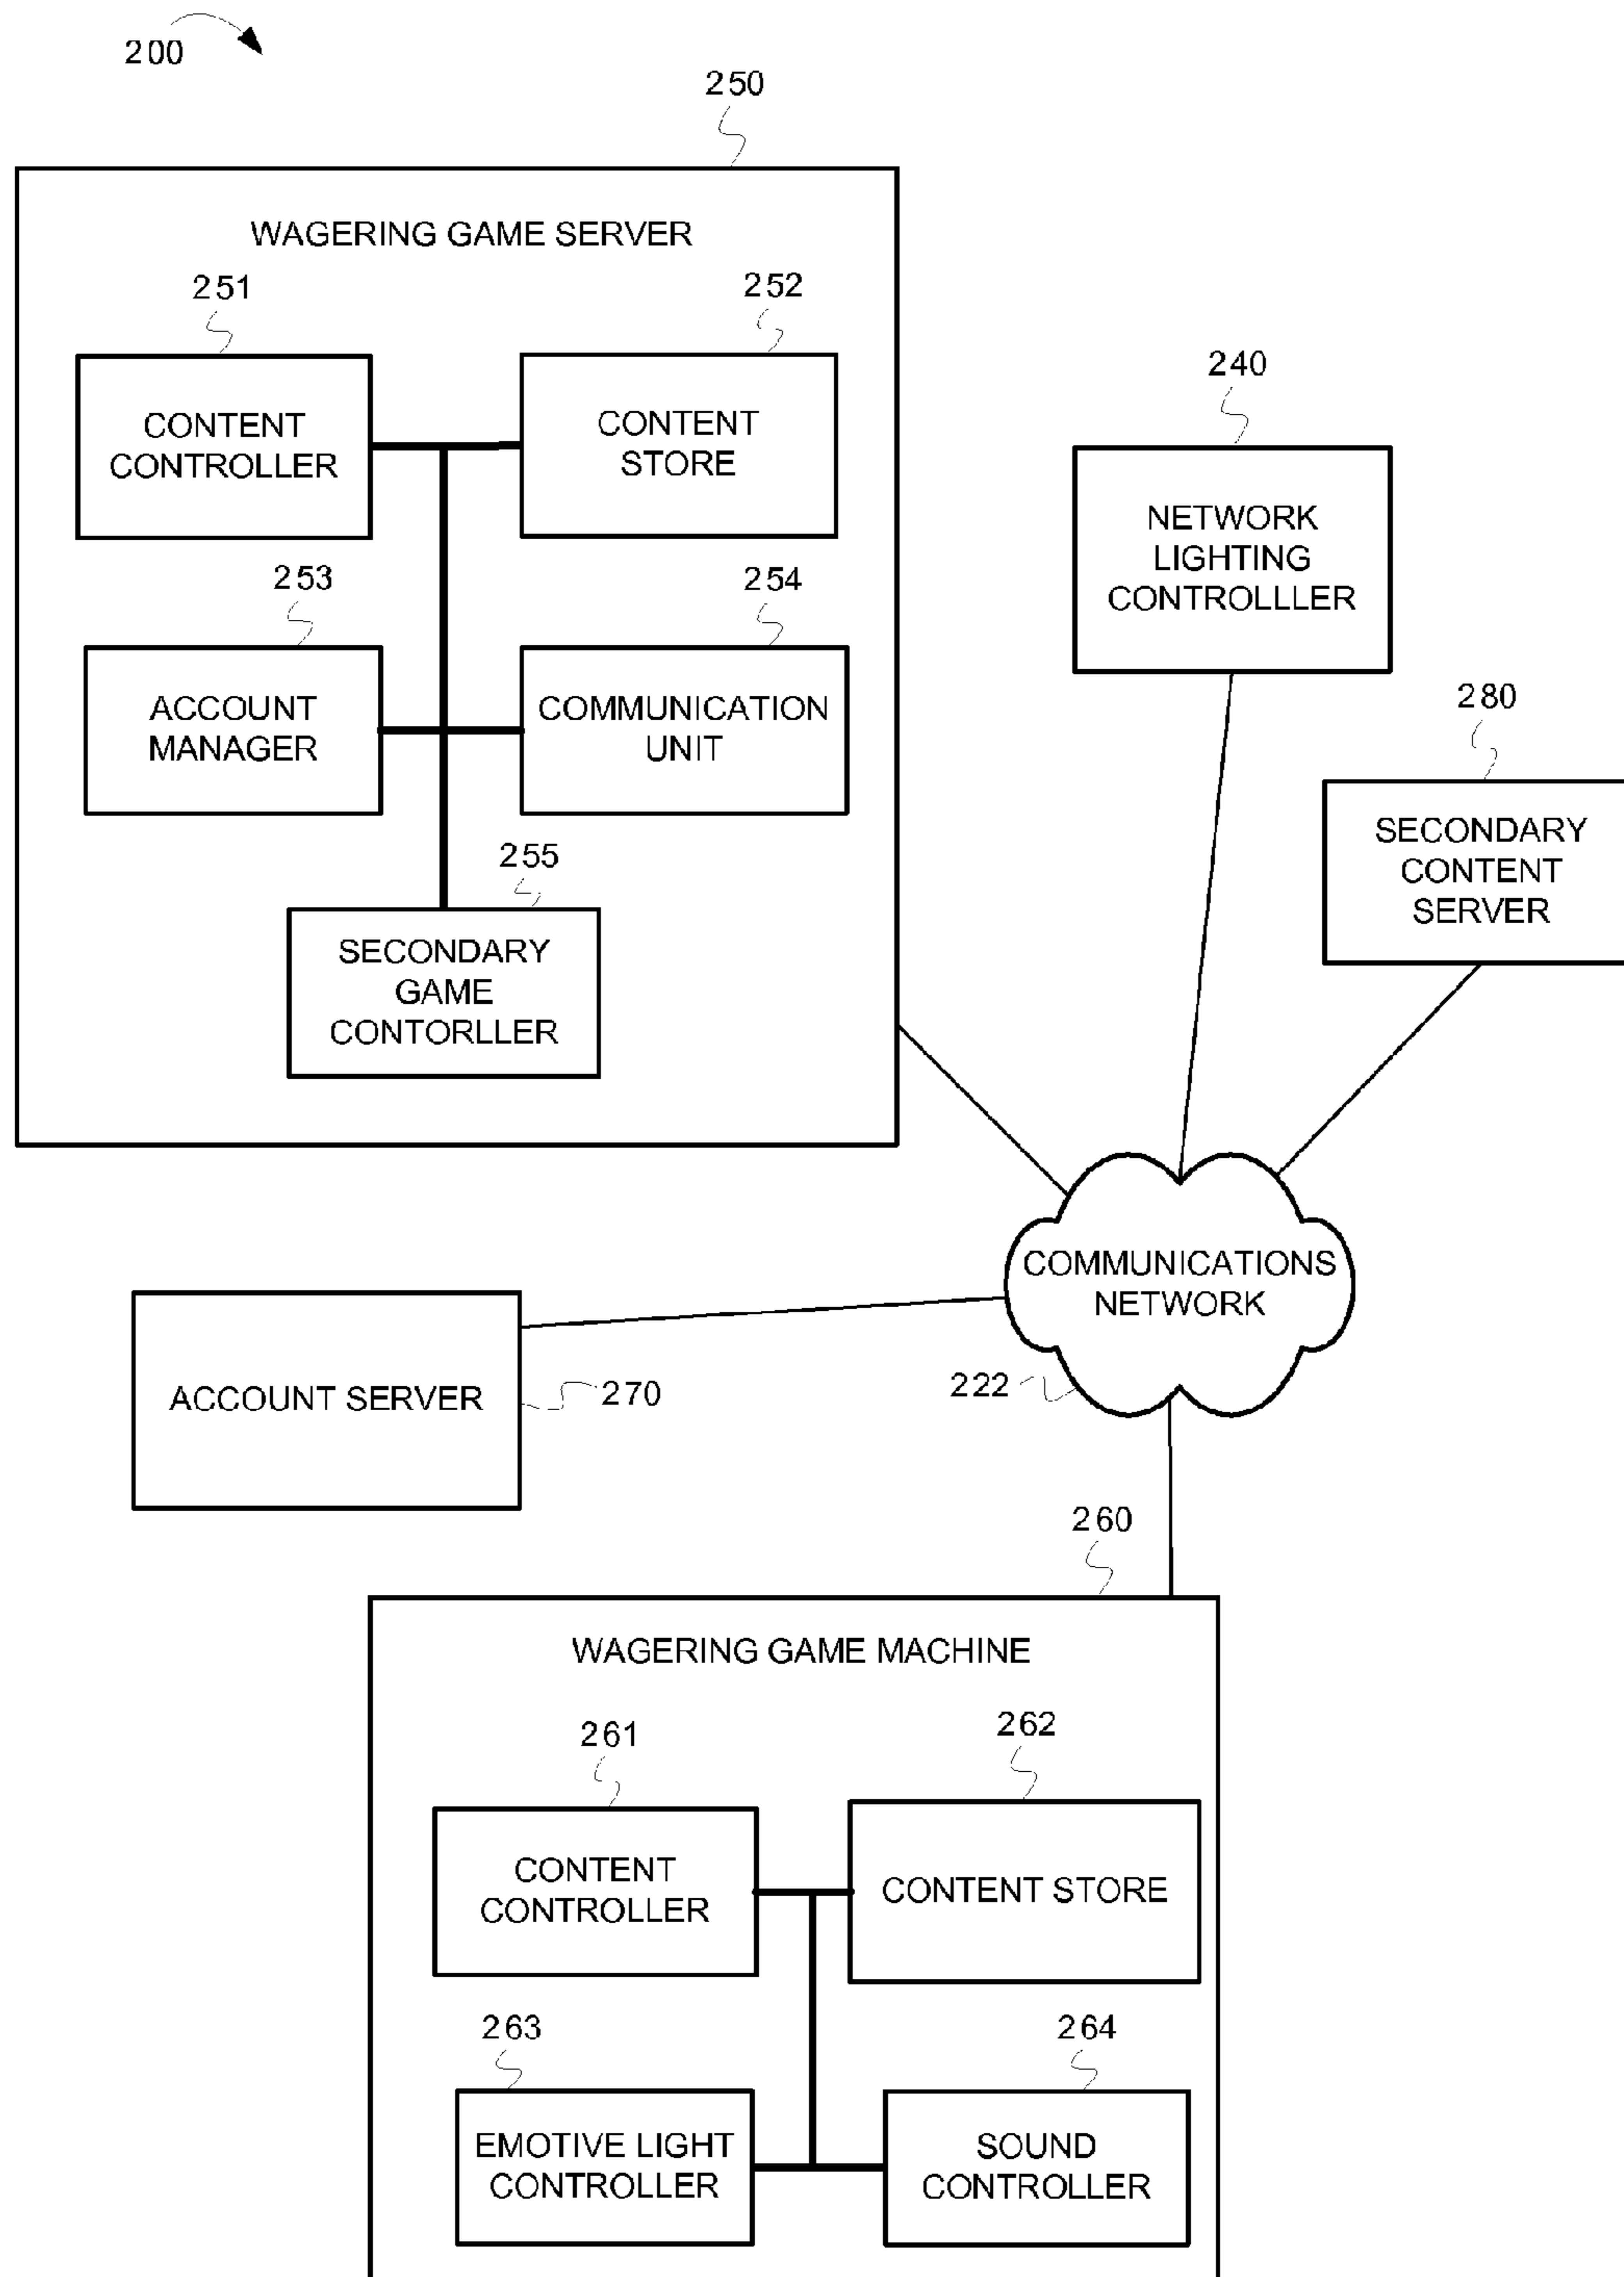 200
250
WAGERING GAME SERVER
251
252
CONTENT
CONTROLLER
CONTENT
STORE
253
254
ACCOUNT
MANAGER
COMMUNICATION
UNIT
255
SECONDARY
GAME
CONTORLLER
240
NETWORK
LIGHTING
CONTROLLLER
280
SECONDARY
CONTENT
SERVER
COMMUNICATIONS
NETWORK
222
ACCOUNT SERVER
270
260
WAGERING GAME MACHINE
261
262
CONTENT
CONTROLLER
CONTENT STORE
263
264
EMOTIVE LIGHT
CONTROLLER
SOUND
CONTROLLER